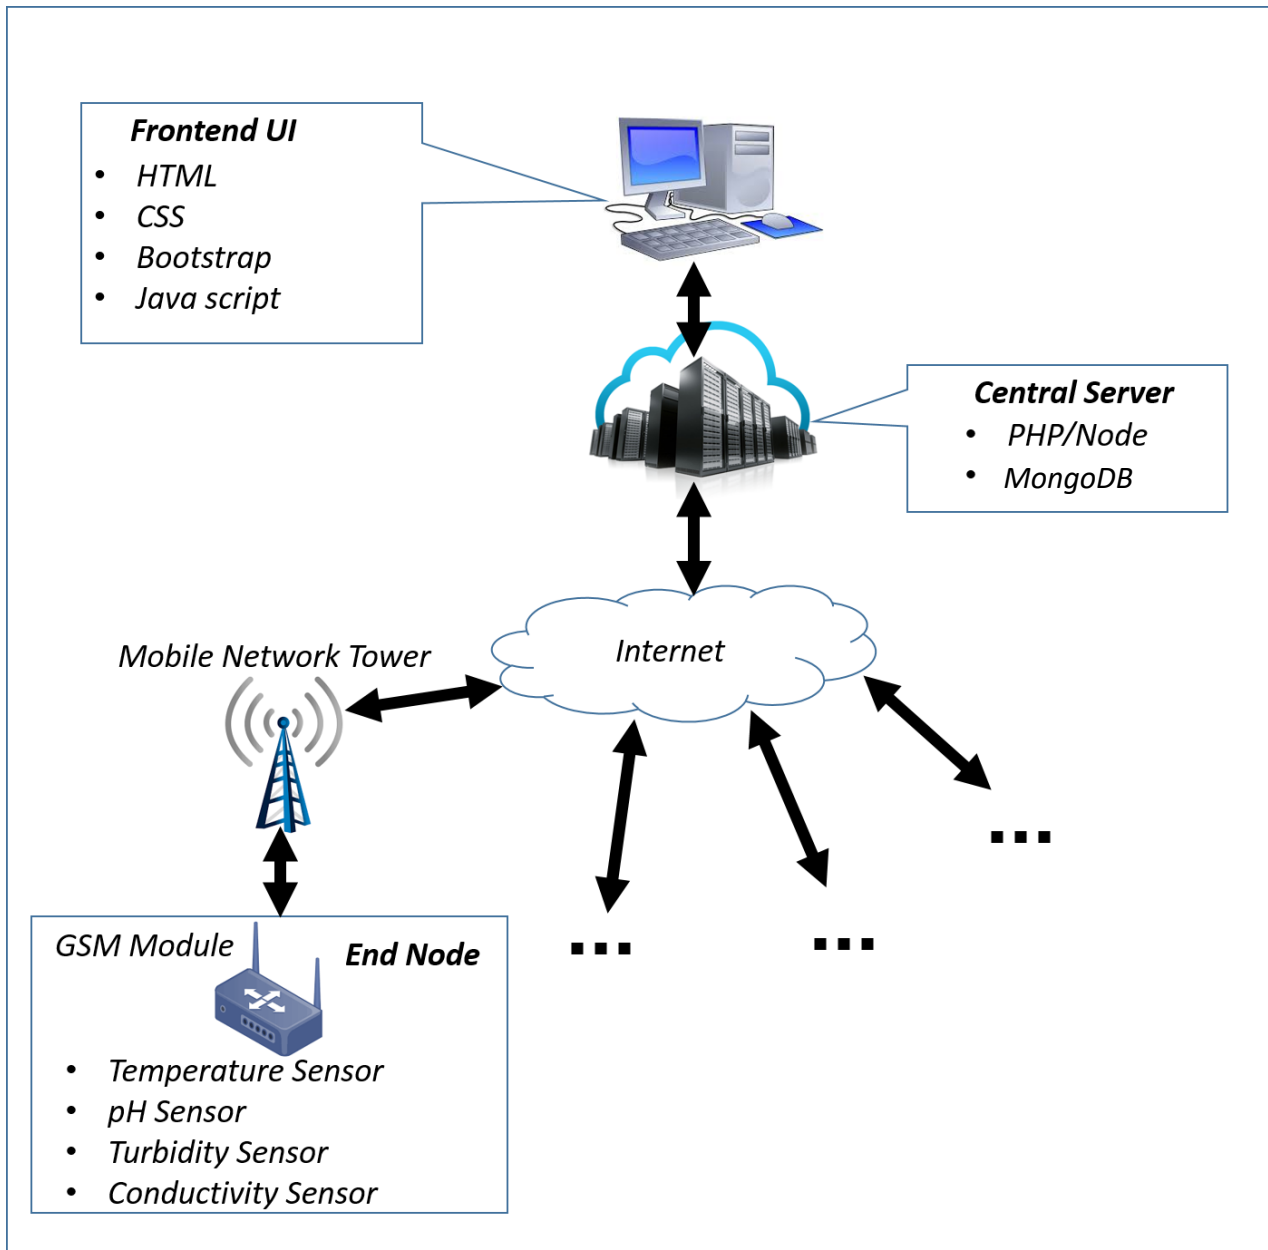 Frontend UI
• HTML
• CSS
• Bootstrap
• Java script
Central Server
• PHP/Node
• MongoDB
Internet
Mobile Network Tower
...
...
...
GSM Module
End Node
• Temperature Sensor
• pH Sensor
• Turbidity Sensor
• Conductivity Sensor